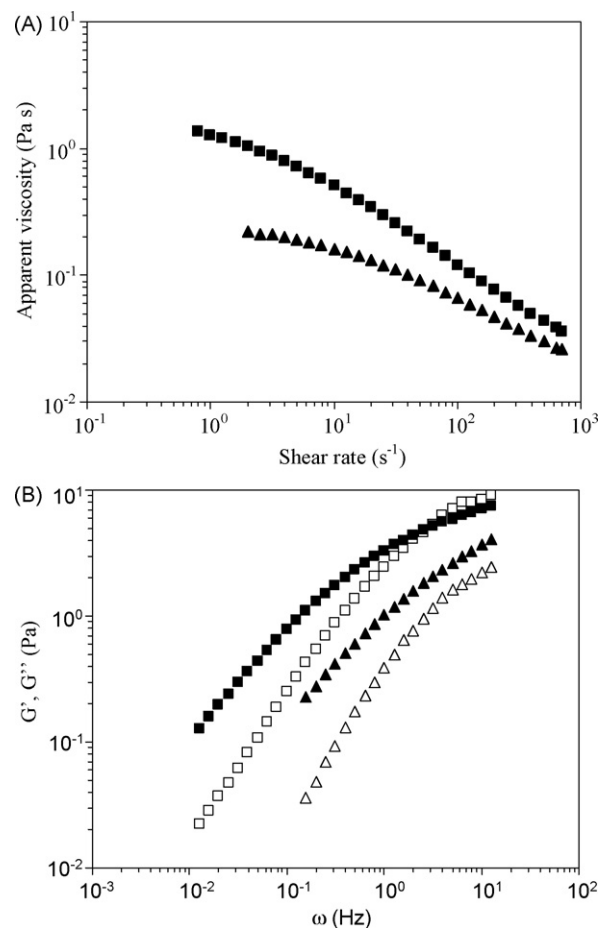 (A)
10¹
10⁰
10⁻¹
10⁻²
Apparent viscosity (Pa s)
10⁻¹ 10⁰ 10¹ 10² 10³
Shear rate (s⁻¹)
(B)
10¹
10⁰
10⁻¹
10⁻²
G', G'' (Pa)
10⁻³ 10⁻² 10⁻¹ 10⁰ 10¹ 10²
ω (Hz)